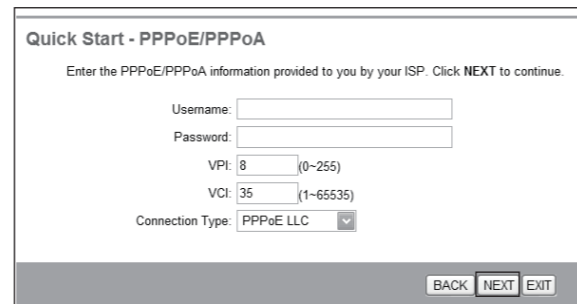 Quick Start - PPPoE/PPPoA
Enter the PPPoE/PPPoA information provided to you by your ISP. Click NEXT to continue.
Username:
Password:
VPI: 8 (0~255)
VCI: 35 (1~65535)
Connection Type: PPPoE LLC
BACK NEXT EXIT